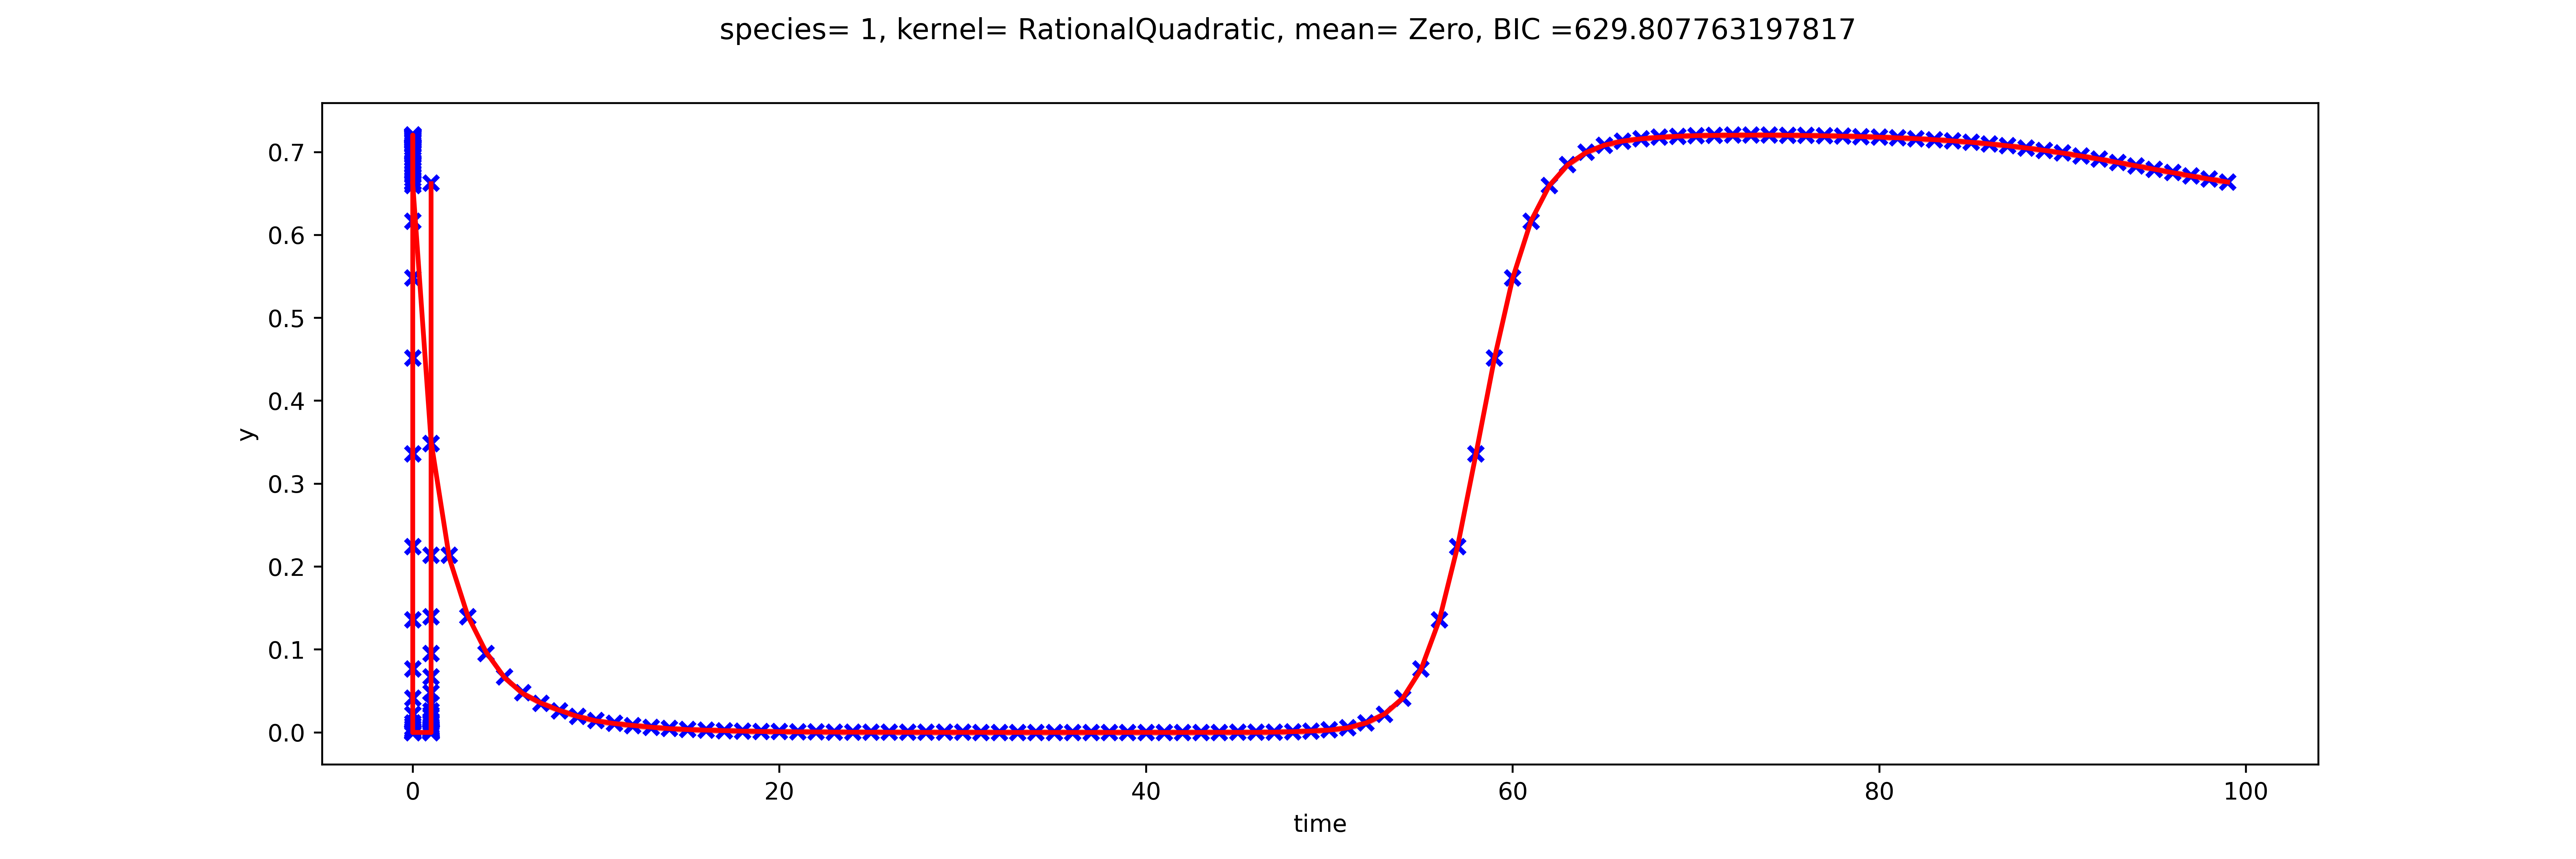 species= 1, kernel= RationalQuadratic, mean= Zero, BIC =629.807763197817
0.7
0.6
0.5
0.4
0.3
0.2
0.1
0.0
y
0 20 40 60 80 100
time